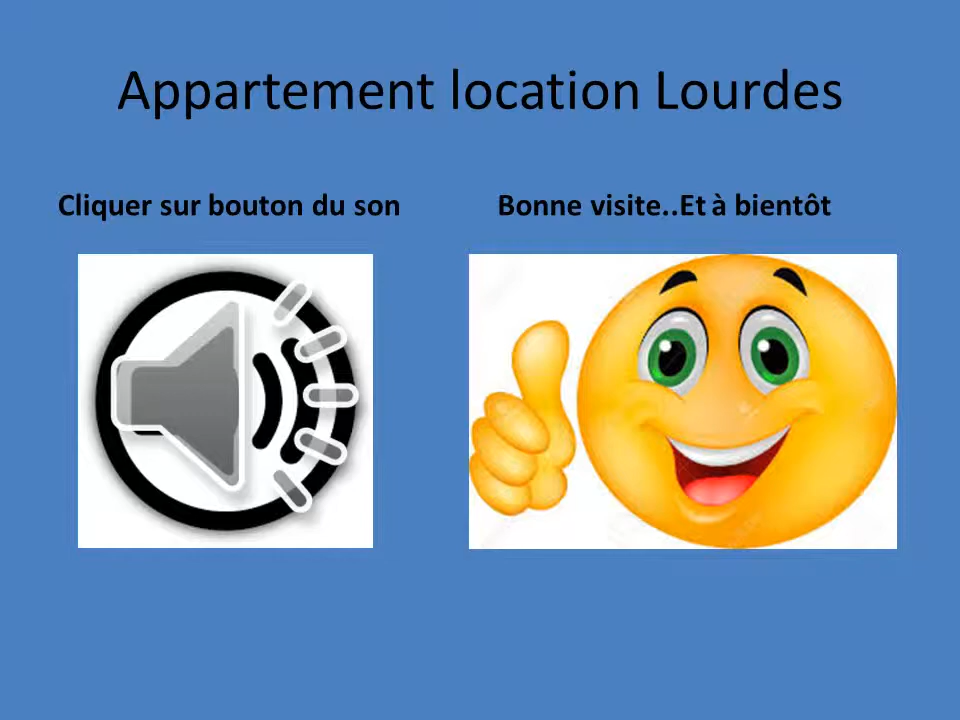 Appartement location Lourdes
Cliquer sur bouton du son
Bonne visite..Et à bientôt